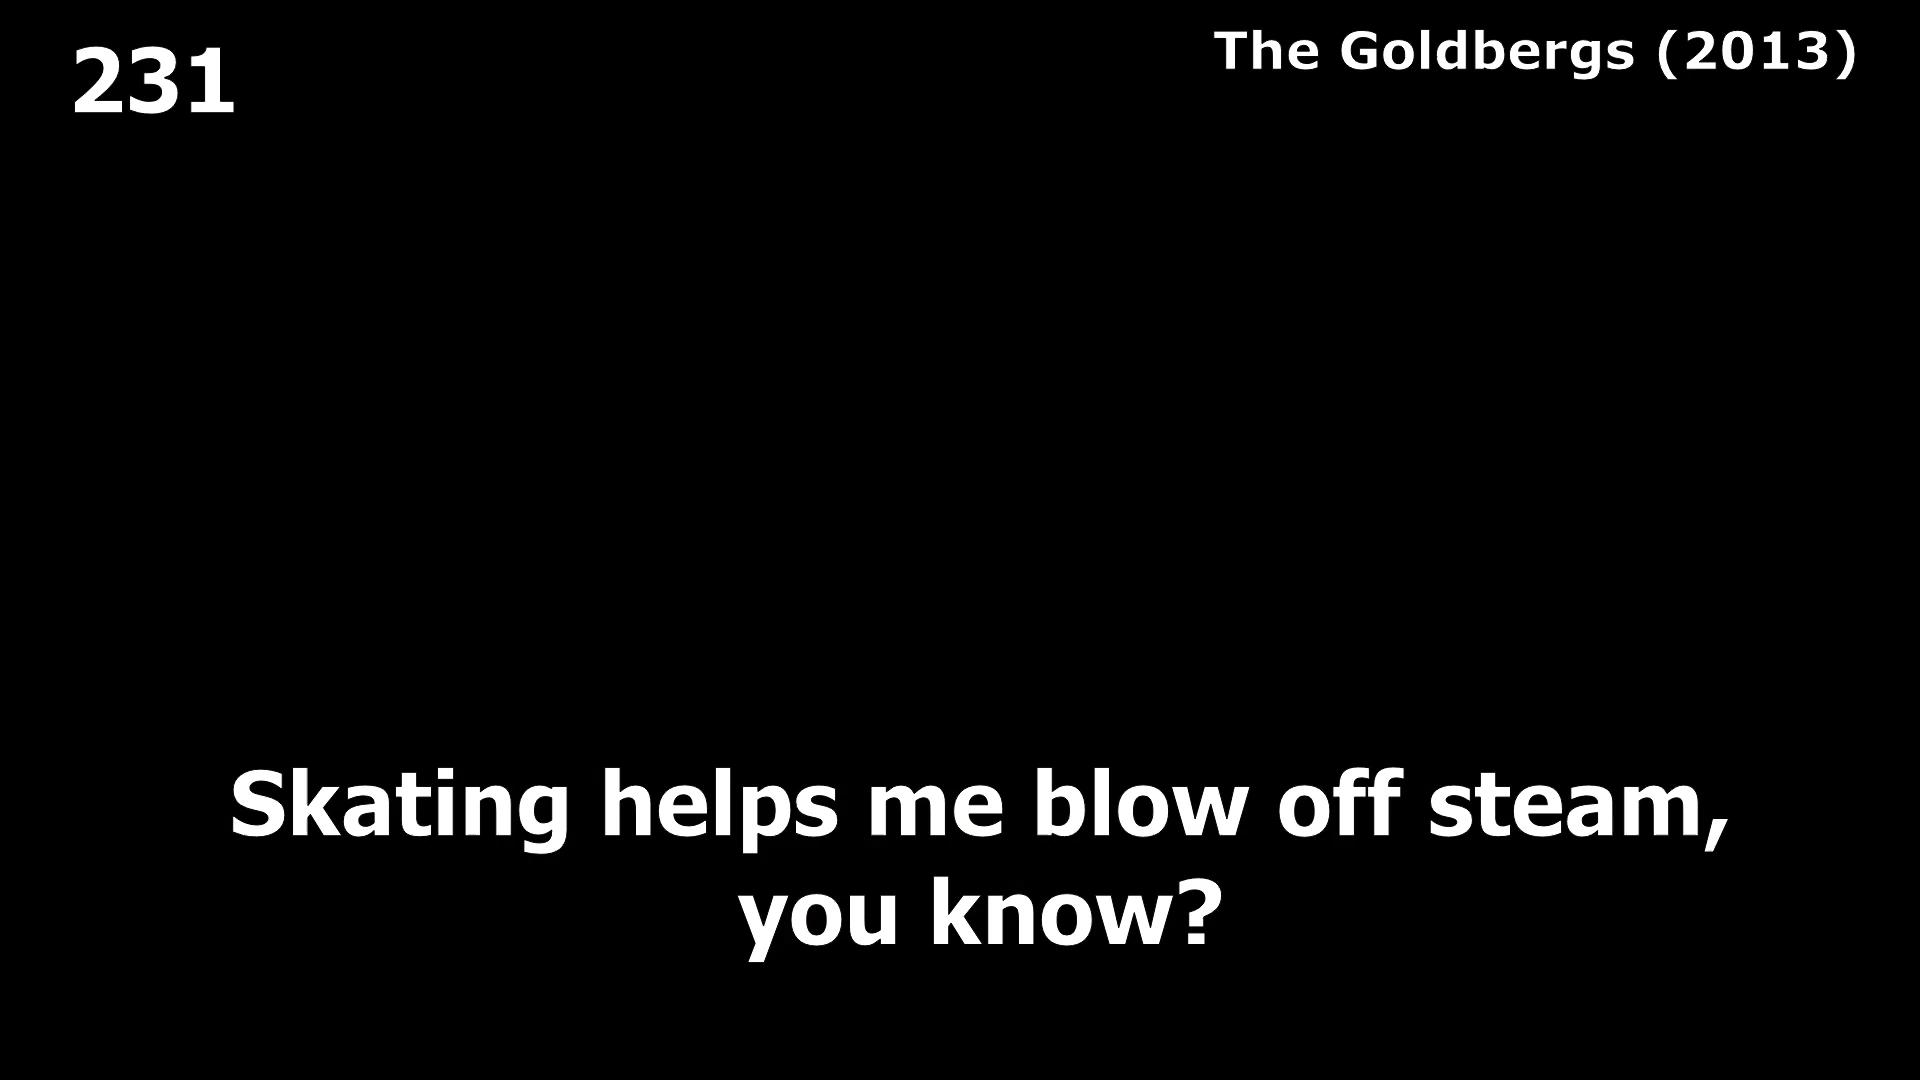 231
The Goldbergs (2013)
Skating helps me blow off steam,
you know?